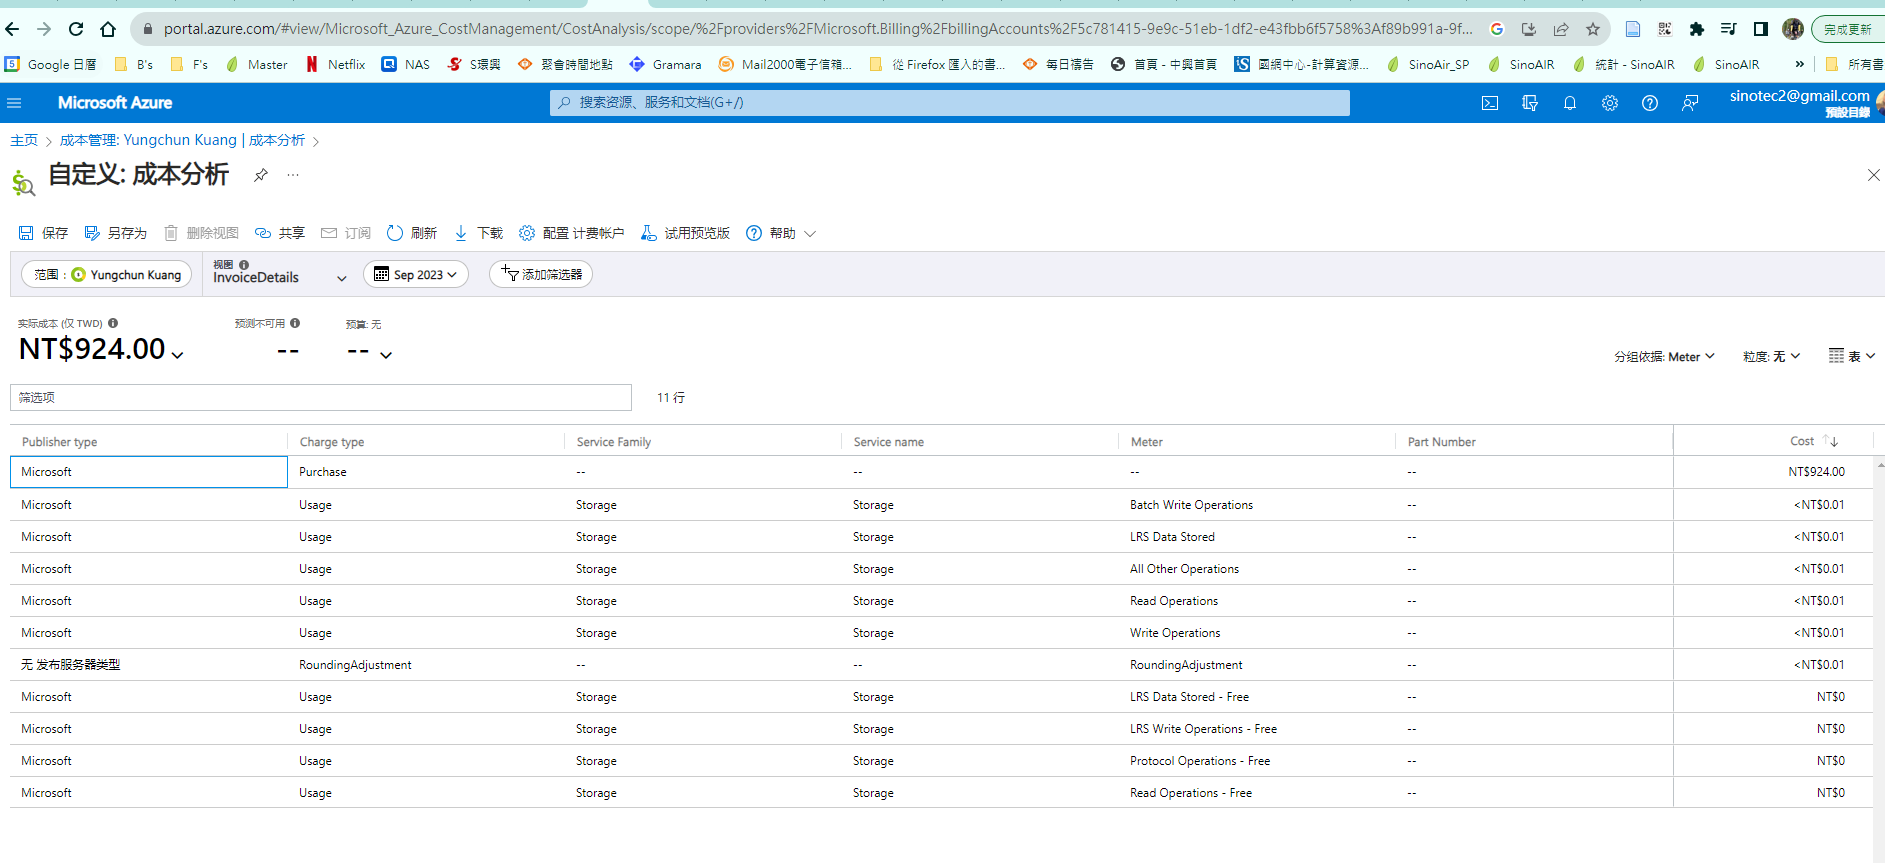 portal.azure.com/#view/Microsoft_Azure_CostManagement/CostAnalysis/scope/%2Fproviders%2FMicrosoft.Billing%2FbillingAccounts%2F5c781415-9e9c-51eb-1df2-e43fbb6f5758%3Af89b991a-9f... 完成更新
5 Google 日曆 B's F's Master Netflix NAS S環興 聚會時間地點 Gramara Mail2000電子信箱... 從 Firefox 匯入的書... 每日禱告 首頁 - 中興首頁 iS 國網中心-計算資源... SinoAir_SP SinoAIR 統計 - SinoAIR SinoAIR » 所有書
Microsoft Azure 搜索资源、服务和文档(G+/) sinotec2@gmail.com
預設目錄
主页 > 成本管理: Yungchun Kuang | 成本分析 >
自定义: 成本分析 ...
保存 另存为 删除视图 共享 订阅 刷新 下载 配置 计费帐户 试用预览版 帮助
范围 : Yungchun Kuang 视图 InvoiceDetails Sep 2023 添加筛选器
实际成本 (仅 TWD) 预测不可用 预算: 无
NT$924.00 -- --
分组依据: Meter 粒度: 无 表
筛选项 11 行
Publisher type Charge type Service Family Service name Meter Part Number Cost
Microsoft Purchase -- -- -- -- NT$924.00
Microsoft Usage Storage Storage Batch Write Operations -- <NT$0.01
Microsoft Usage Storage Storage LRS Data Stored -- <NT$0.01
Microsoft Usage Storage Storage All Other Operations -- <NT$0.01
Microsoft Usage Storage Storage Read Operations -- <NT$0.01
Microsoft Usage Storage Storage Write Operations -- <NT$0.01
无 发布服务器类型 RoundingAdjustment -- -- RoundingAdjustment -- <NT$0.01
Microsoft Usage Storage Storage LRS Data Stored - Free -- NT$0
Microsoft Usage Storage Storage LRS Write Operations - Free -- NT$0
Microsoft Usage Storage Storage Protocol Operations - Free -- NT$0
Microsoft Usage Storage Storage Read Operations - Free -- NT$0